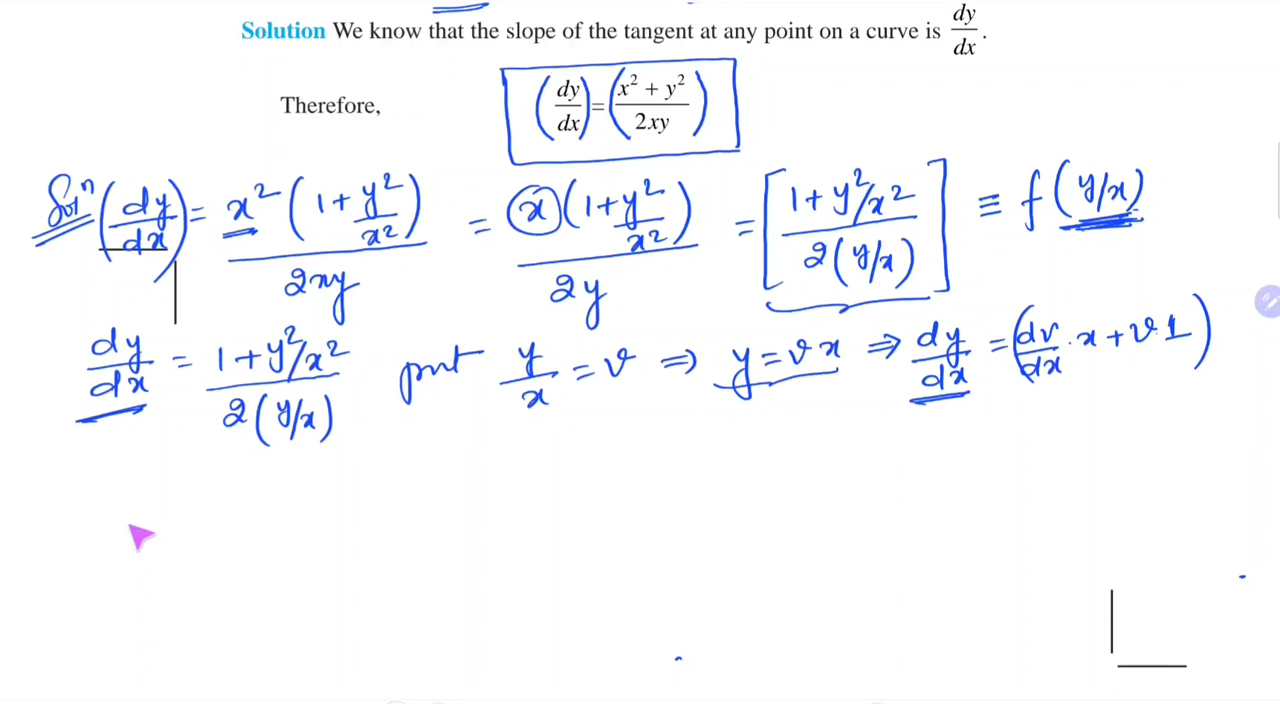 Solution We know that the slope of the tangent at any point on a curve is dy/dx.
Therefore, (dy/dx) = (x² + y²/2xy)
Solⁿ (dy/dx) = x²(1+y²/x²)/2xy = x(1+y²/x²)/2y = [1+y²/x²/2(y/x)] ≡ f(y/x)
dy/dx = 1+y²/x²/2(y/x) put y/x = v ⇒ y = vx ⇒ dy/dx = (dv/dx . x + v.1)